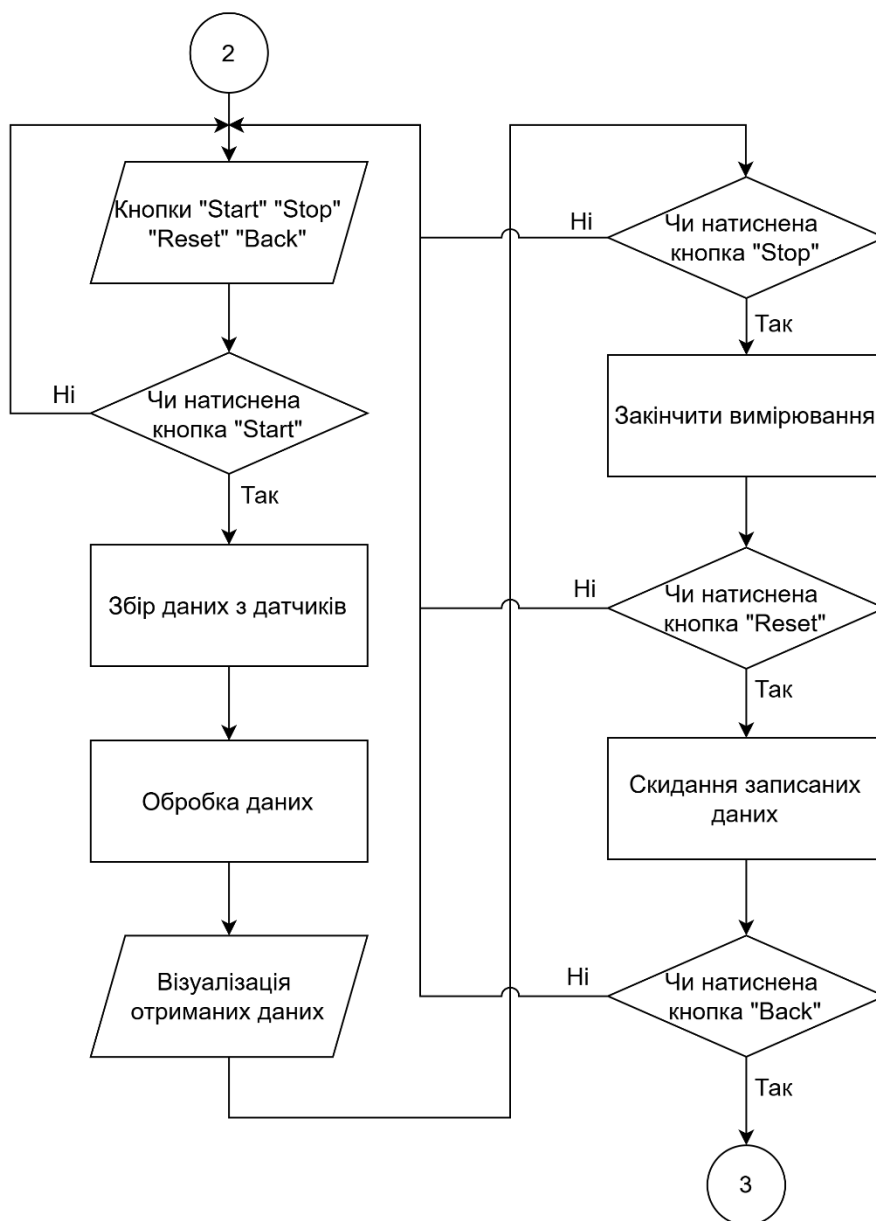 2
Кнопки "Start" "Stop"
"Reset" "Back"
Ні
Чи натиснена
кнопка "Start"
Так
Збір даних з датчиків
Обробка даних
Візуалізація
отриманих даних
Ні
Чи натиснена
кнопка "Stop"
Так
Закінчити вимірювання
Ні
Чи натиснена
кнопка "Reset"
Так
Скидання записаних
даних
Ні
Чи натиснена
кнопка "Back"
Так
3